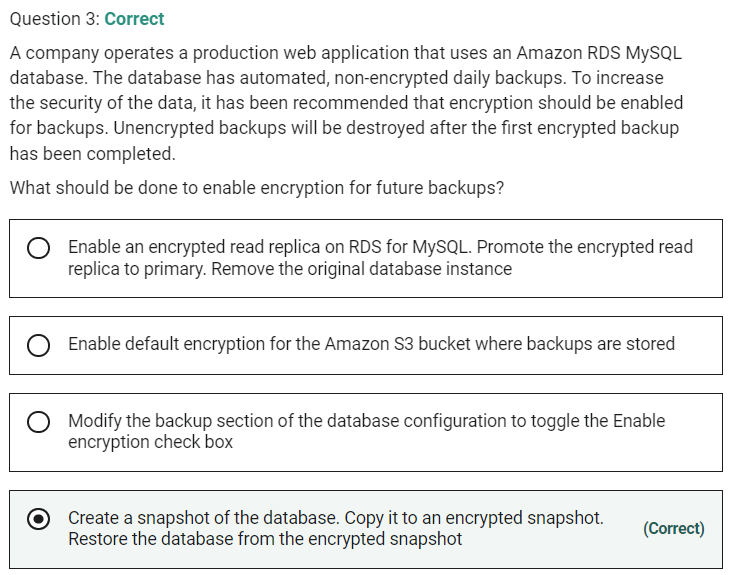 Question 3: Correct
A company operates a production web application that uses an Amazon RDS MySQL
database. The database has automated, non-encrypted daily backups. To increase
the security of the data, it has been recommended that encryption should be enabled
for backups. Unencrypted backups will be destroyed after the first encrypted backup
has been completed.
What should be done to enable encryption for future backups?
Enable an encrypted read replica on RDS for MySQL. Promote the encrypted read
replica to primary. Remove the original database instance
Enable default encryption for the Amazon S3 bucket where backups are stored
Modify the backup section of the database configuration to toggle the Enable
encryption check box
Create a snapshot of the database. Copy it to an encrypted snapshot.
Restore the database from the encrypted snapshot
(Correct)